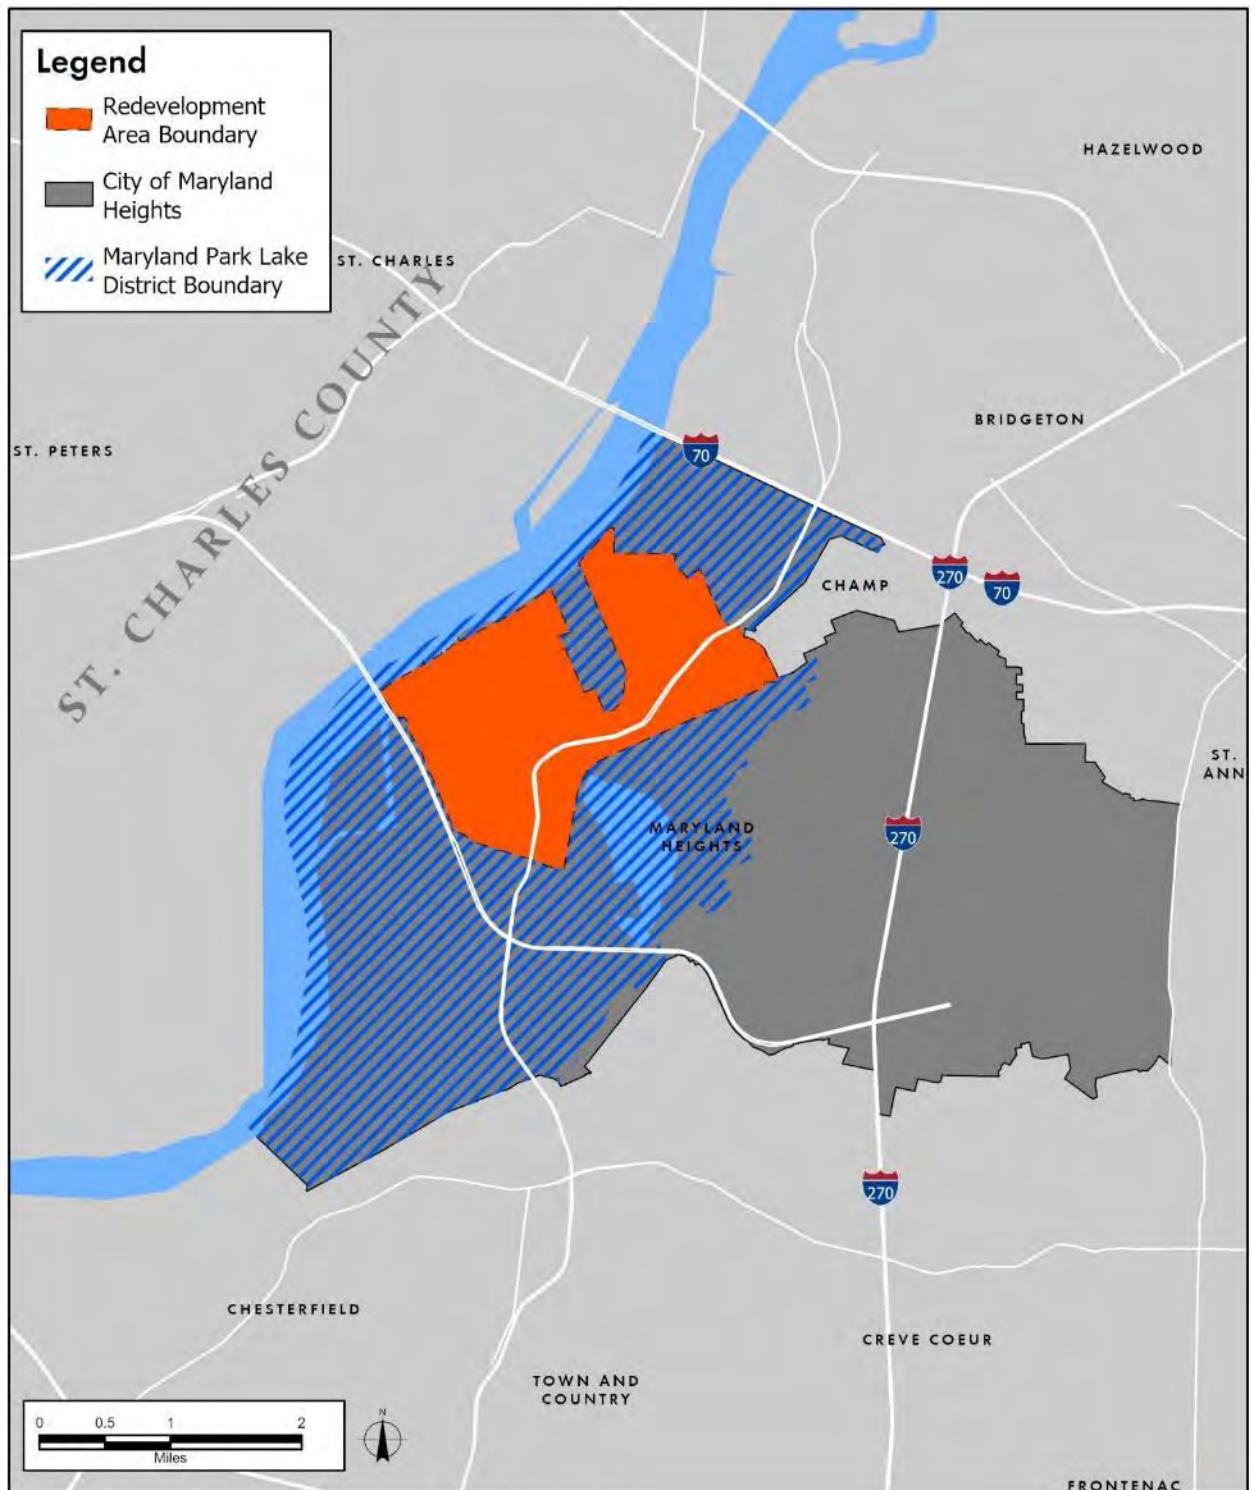 Legend
Redevelopment
Area Boundary
City of Maryland
Heights
Maryland Park Lake
District Boundary
HAZELWOOD
ST. CHARLES
ST. CHARLES COUNTY
BRIDGETON
ST. PETERS
70
CHAMP
270
70
ST.
ANN
MARYLAND
HEIGHTS
270
270
CHESTERFIELD
CREVE COEUR
TOWN AND
COUNTRY
0 0.5 1 2
Miles
N
FRONTENAC